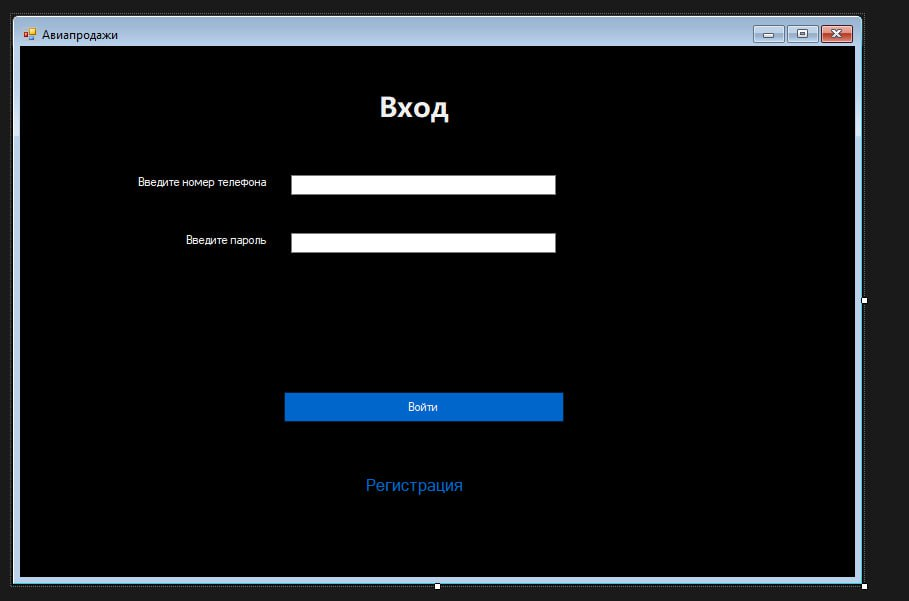 Авиапродажи
Вход
Введите номер телефона
Введите пароль
Войти
Регистрация